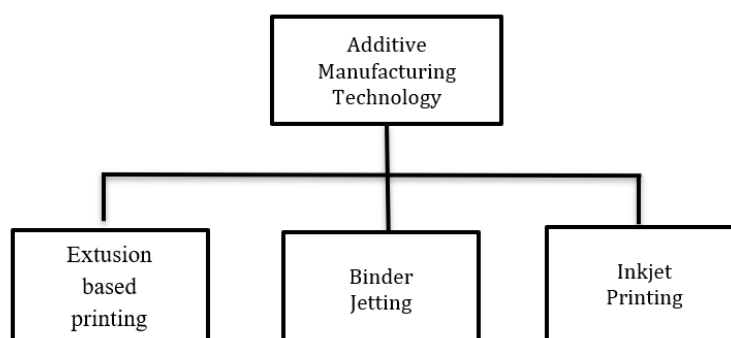 Additive
Manufacturing
Technology
Extusion
based
printing
Binder
Jetting
Inkjet
Printing